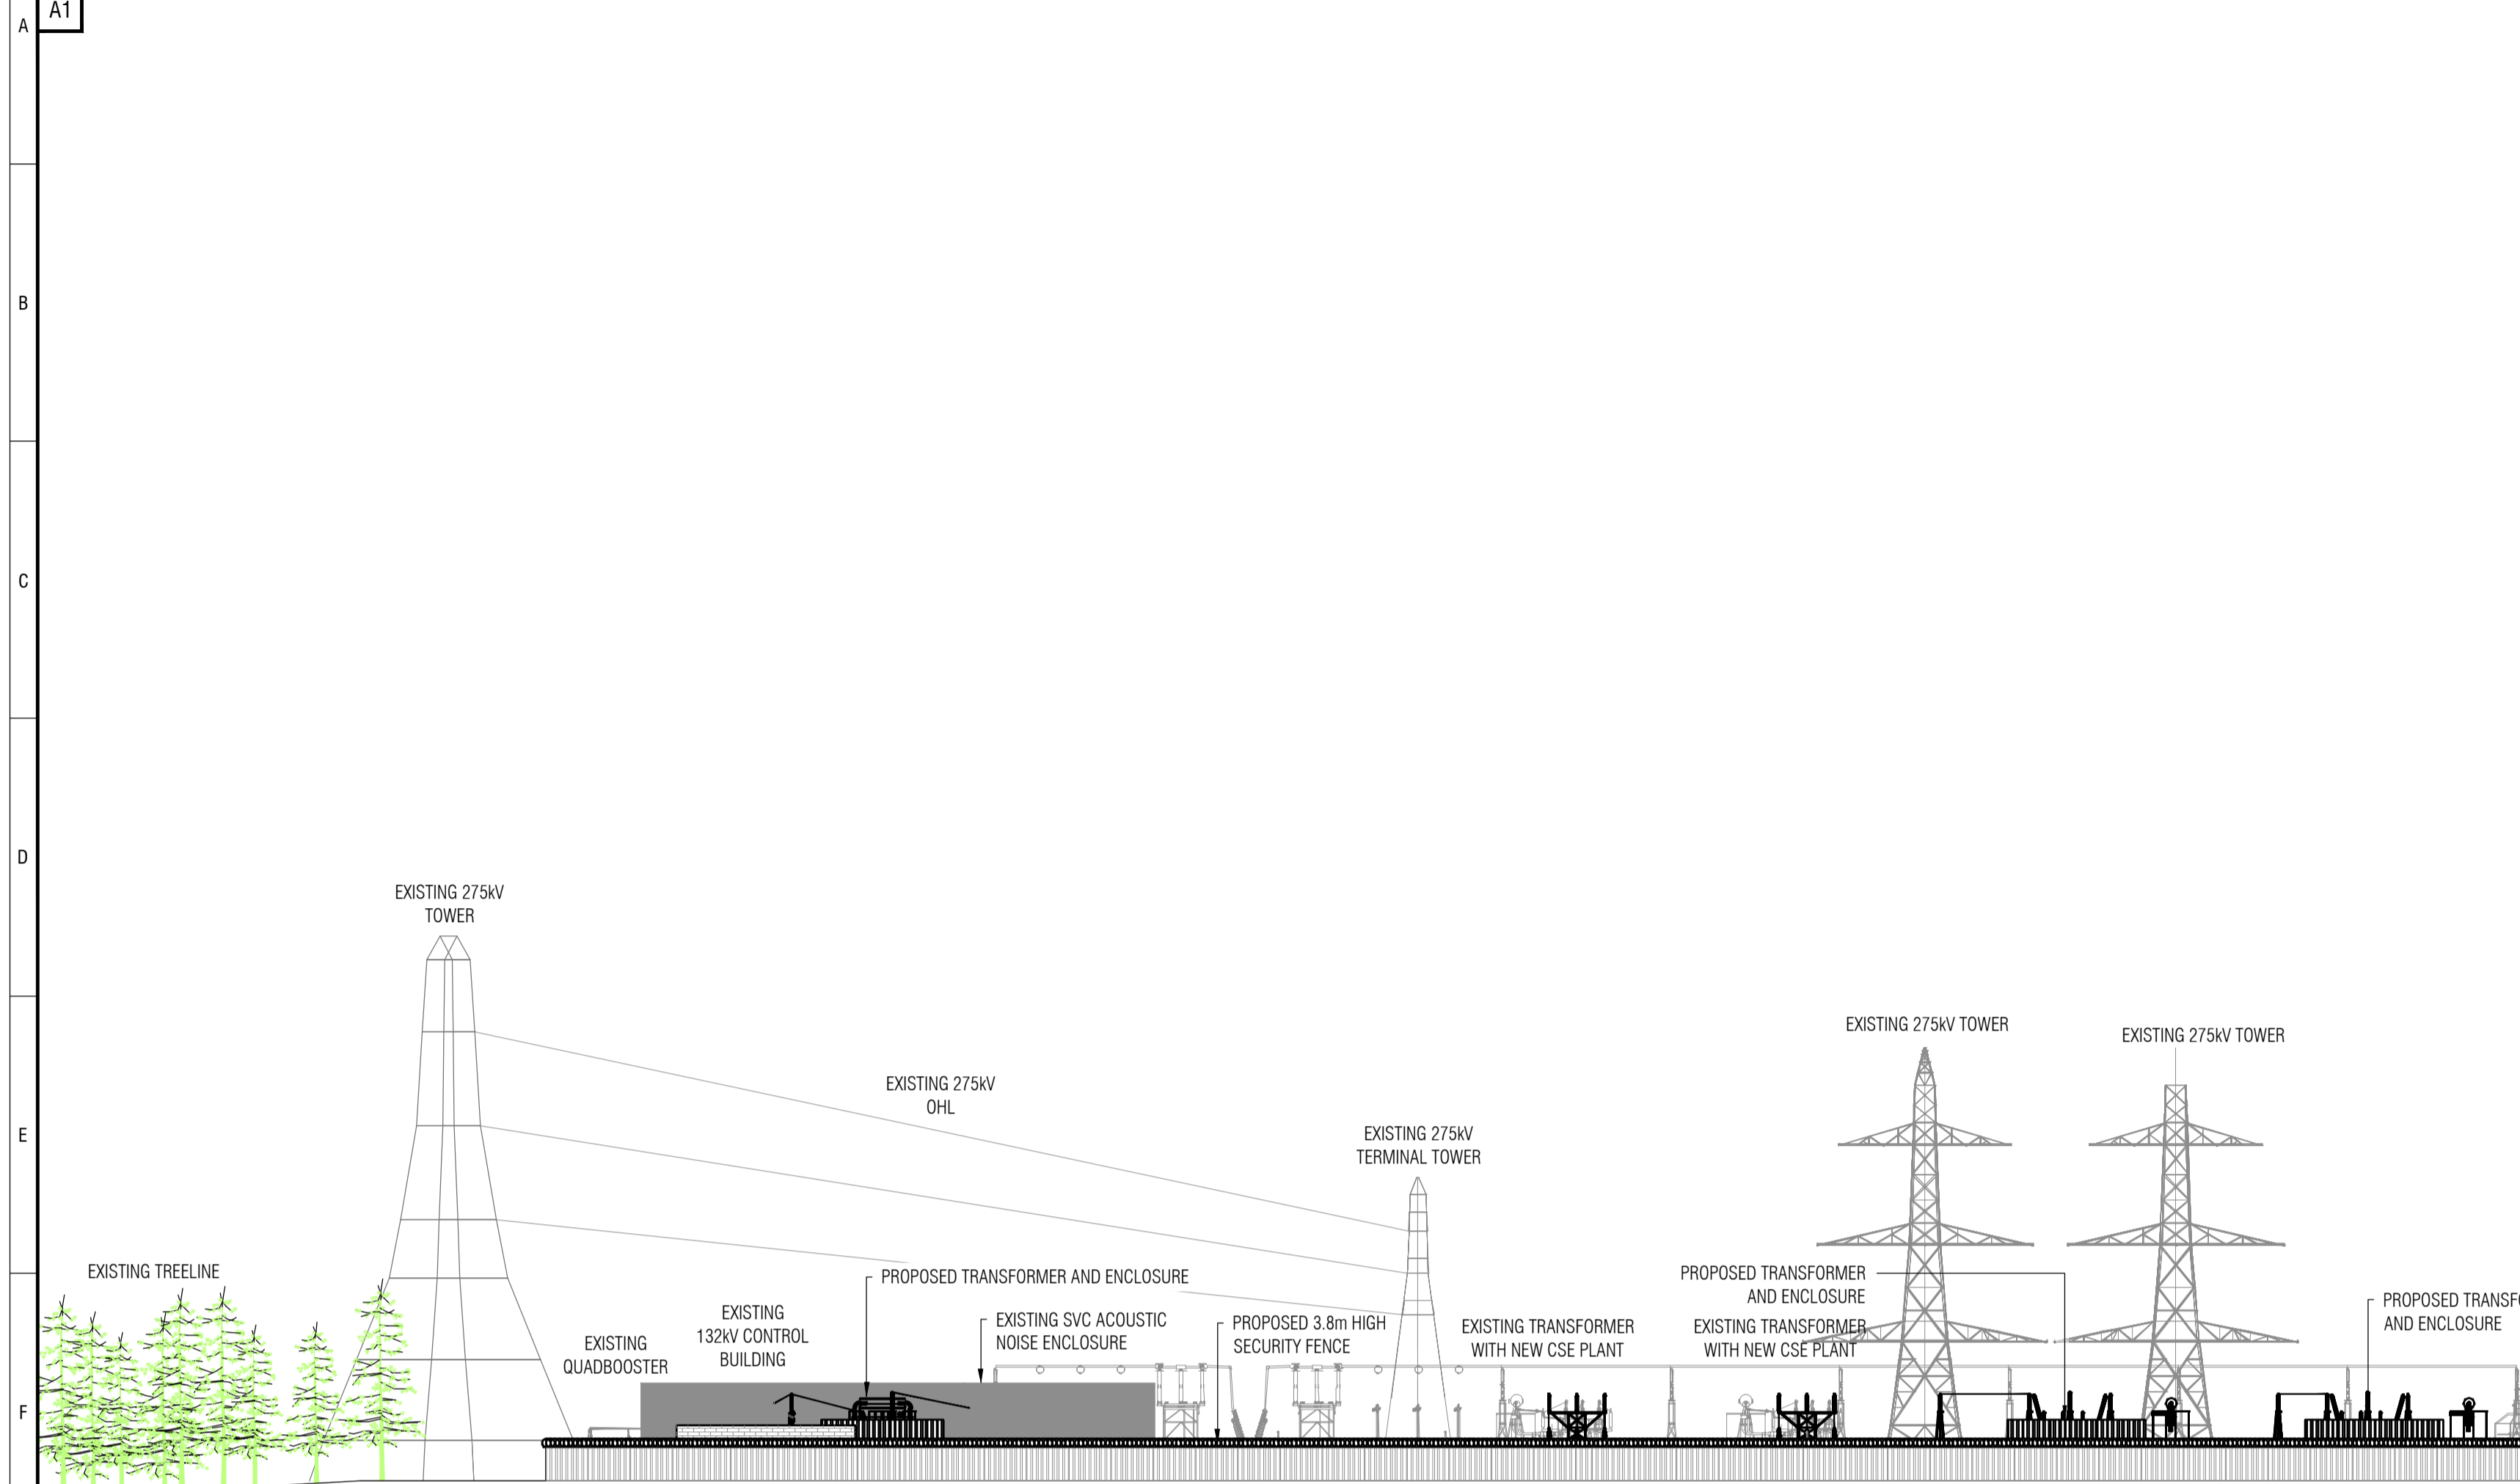 A1
A
B
C
D
E
F
EXISTING 275kV
TOWER
EXISTING 275kV
OHL
EXISTING 275kV
TERMINAL TOWER
EXISTING 275kV TOWER
EXISTING 275kV TOWER
EXISTING TREELINE
EXISTING
QUADBOOSTER
EXISTING
132kV CONTROL
BUILDING
PROPOSED TRANSFORMER AND ENCLOSURE
EXISTING SVC ACOUSTIC
NOISE ENCLOSURE
PROPOSED 3.8m HIGH
SECURITY FENCE
EXISTING TRANSFORMER
WITH NEW CSE PLANT
EXISTING TRANSFORMER
WITH NEW CSE PLANT
PROPOSED TRANSFORMER
AND ENCLOSURE
PROPOSED TRANSF
AND ENCLOSURE